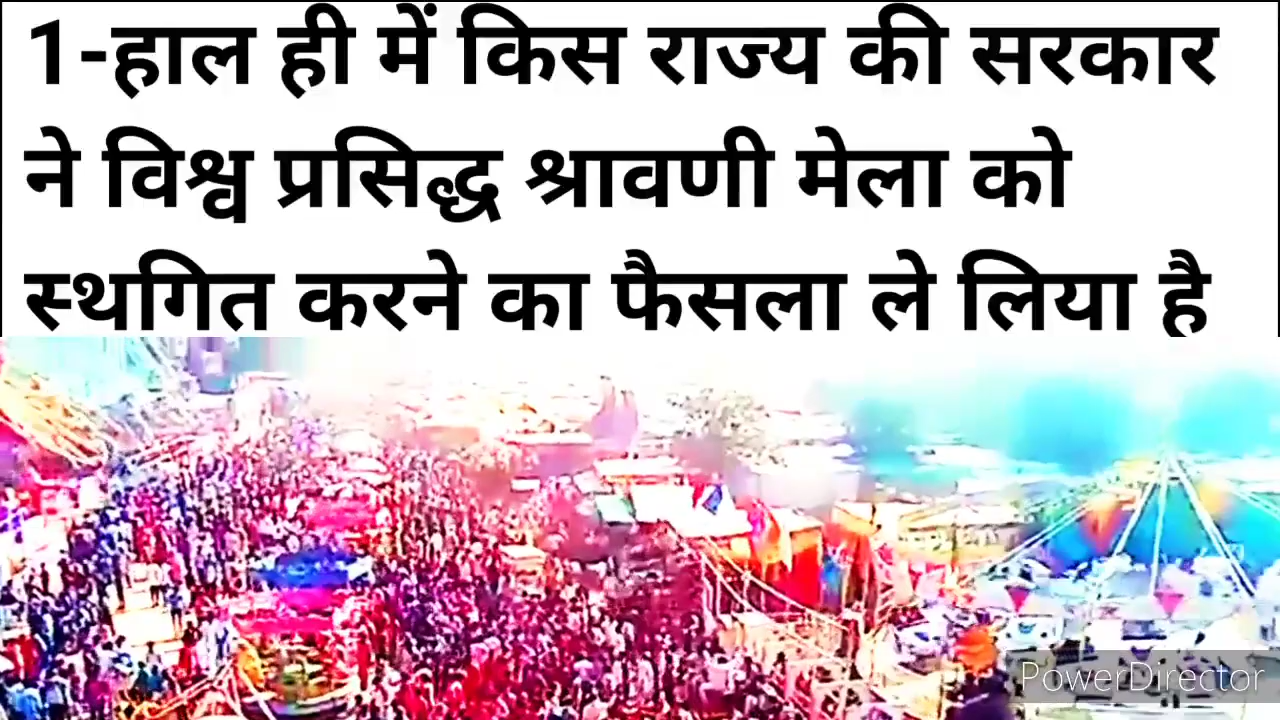 1-हाल ही में किस राज्य की सरकार
ने विश्व प्रसिद्ध श्रावणी मेला को
स्थगित करने का फैसला ले लिया है
PowerDirector